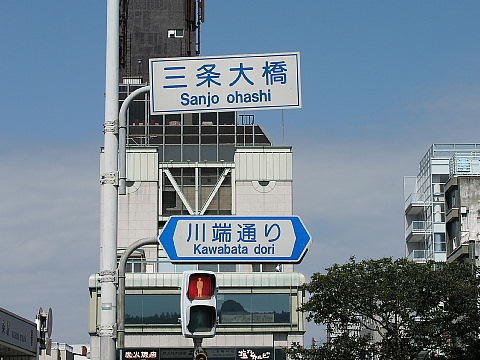 三条大橋
Sanjo ohashi
川端通り
Kawabata dori